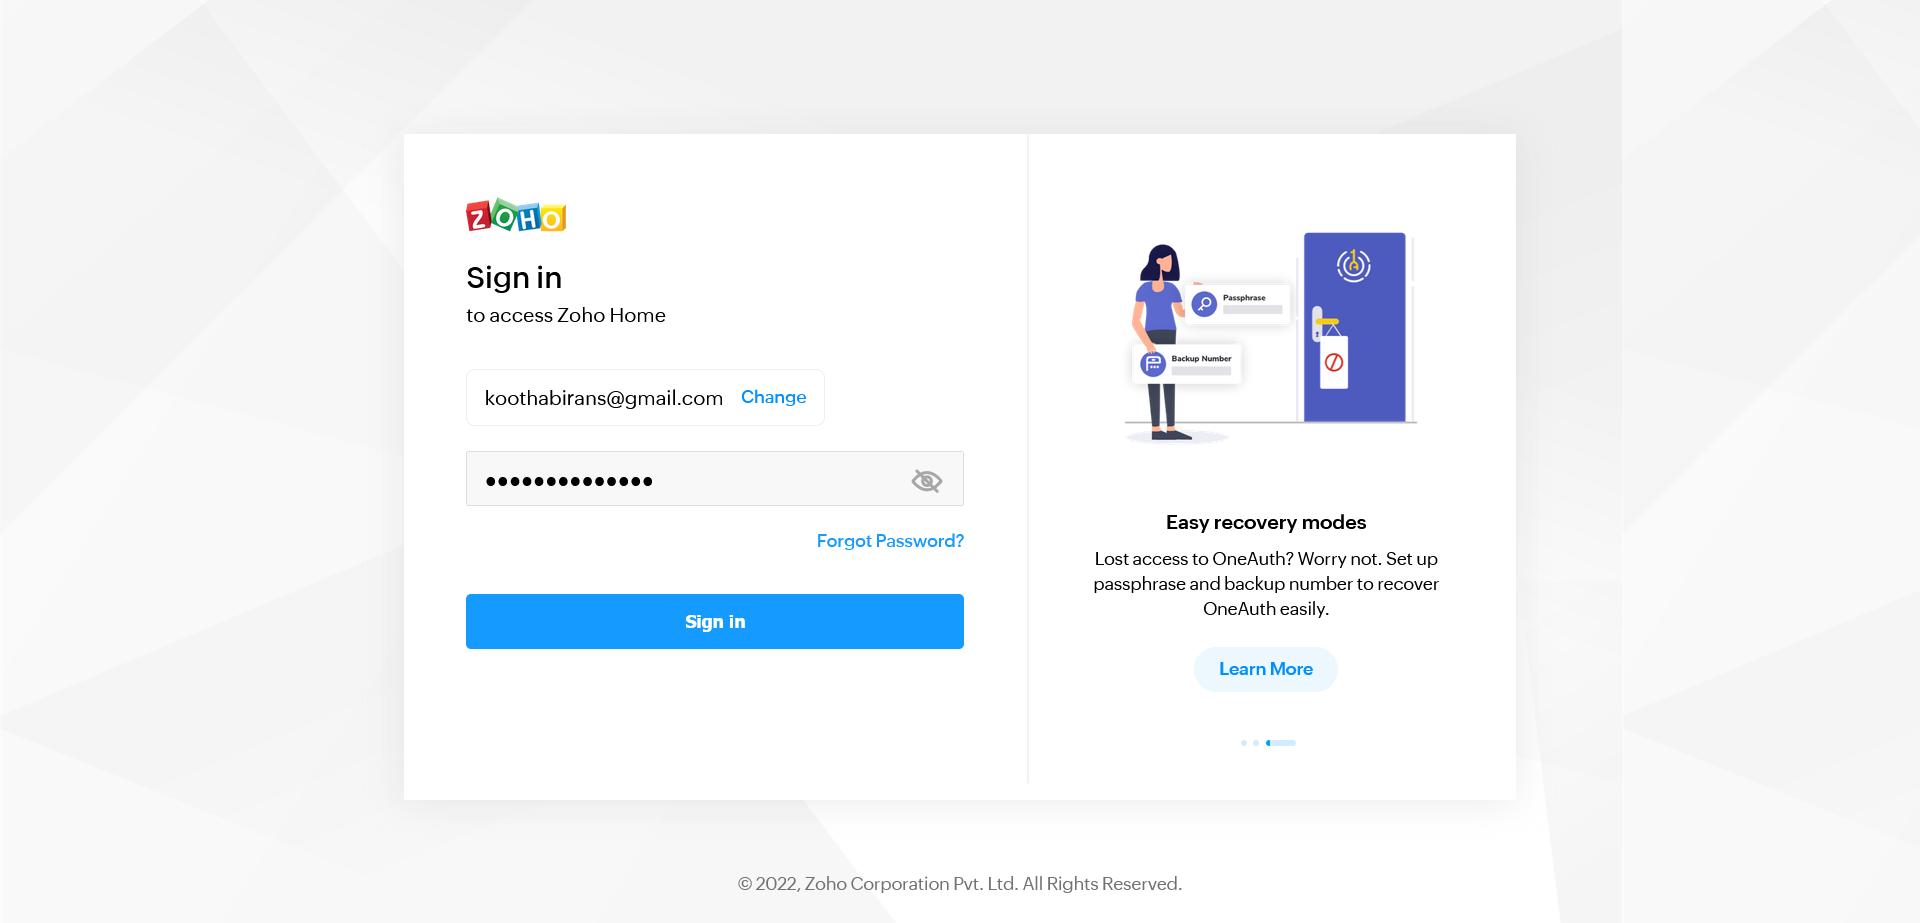 ZOHO
Sign in
to access Zoho Home
koothabirans@gmail.com Change
••••••••••••••
Forgot Password?
Sign in
Passphrase
Backup Number
Easy recovery modes
Lost access to OneAuth? Worry not. Set up
passphrase and backup number to recover
OneAuth easily.
Learn More
© 2022, Zoho Corporation Pvt. Ltd. All Rights Reserved.